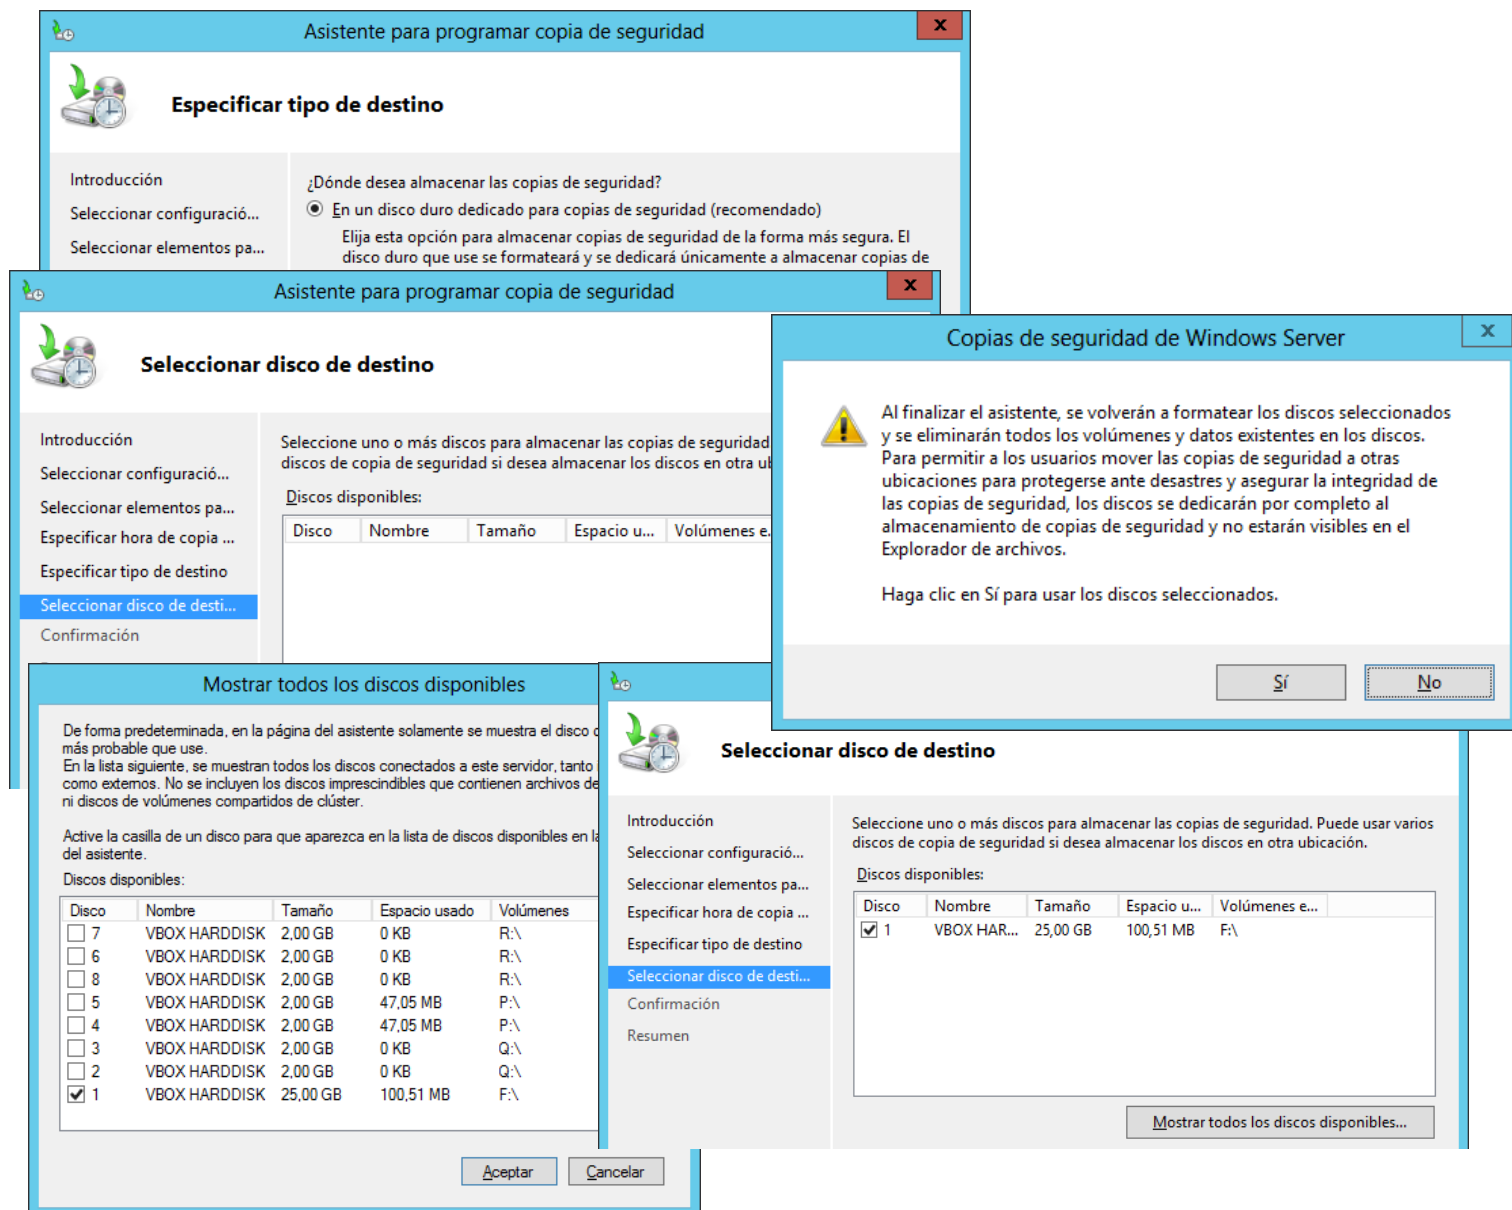 Asistente para programar copia de seguridad
x
Especificar tipo de destino
Introducción
Seleccionar configuració...
Seleccionar elementos pa...
¿Dónde desea almacenar las copias de seguridad?
En un disco duro dedicado para copias de seguridad (recomendado)
Elija esta opción para almacenar copias de seguridad de la forma más segura. El
disco duro que use se formateará y se dedicará únicamente a almacenar copias de
Asistente para programar copia de seguridad
x
Seleccionar disco de destino
Introducción
Seleccionar configuració...
Seleccionar elementos pa...
Especificar hora de copia ...
Especificar tipo de destino
Seleccionar disco de desti...
Confirmación
Seleccione uno o más discos para almacenar las copias de seguridad
discos de copia de seguridad si desea almacenar los discos en otra
Discos disponibles:
Disco Nombre Tamaño Espacio u... Volúmenes e.
Copias de seguridad de Windows Server
x
Al finalizar el asistente, se volverán a formatear los discos seleccionados
y se eliminarán todos los volúmenes y datos existentes en los discos.
Para permitir a los usuarios mover las copias de seguridad a otras
ubicaciones para protegerse ante desastres y asegurar la integridad de
las copias de seguridad, los discos se dedicarán por completo al
almacenamiento de copias de seguridad y no estarán visibles en el
Explorador de archivos.
Haga clic en Sí para usar los discos seleccionados.
Sí No
Mostrar todos los discos disponibles
De forma predeterminada, en la página del asistente solamente se muestra el disco
más probable que use.
En la lista siguiente, se muestran todos los discos conectados a este servidor, tanto
como externos. No se incluyen los discos imprescindibles que contienen archivos de
ni discos de volúmenes compartidos de clúster.
Active la casilla de un disco para que aparezca en la lista de discos disponibles en
del asistente.
Discos disponibles:
Disco Nombre Tamaño Espacio usado Volúmenes
7 VBOX HARDDISK 2,00 GB 0 KB R:\
6 VBOX HARDDISK 2,00 GB 0 KB R:\
8 VBOX HARDDISK 2,00 GB 0 KB R:\
5 VBOX HARDDISK 2,00 GB 47,05 MB P:\
4 VBOX HARDDISK 2,00 GB 47,05 MB P:\
3 VBOX HARDDISK 2,00 GB 0 KB Q:\
2 VBOX HARDDISK 2,00 GB 0 KB Q:\
1 VBOX HARDDISK 25,00 GB 100,51 MB F:\
Aceptar Cancelar
Seleccionar disco de destino
Introducción
Seleccionar configuració...
Seleccionar elementos pa...
Especificar hora de copia ...
Especificar tipo de destino
Seleccionar disco de desti...
Confirmación
Resumen
Seleccione uno o más discos para almacenar las copias de seguridad. Puede usar varios
discos de copia de seguridad si desea almacenar los discos en otra ubicación.
Discos disponibles:
Disco Nombre Tamaño Espacio u... Volúmenes e...
1 VBOX HAR... 25,00 GB 100,51 MB F:\
Mostrar todos los discos disponibles...